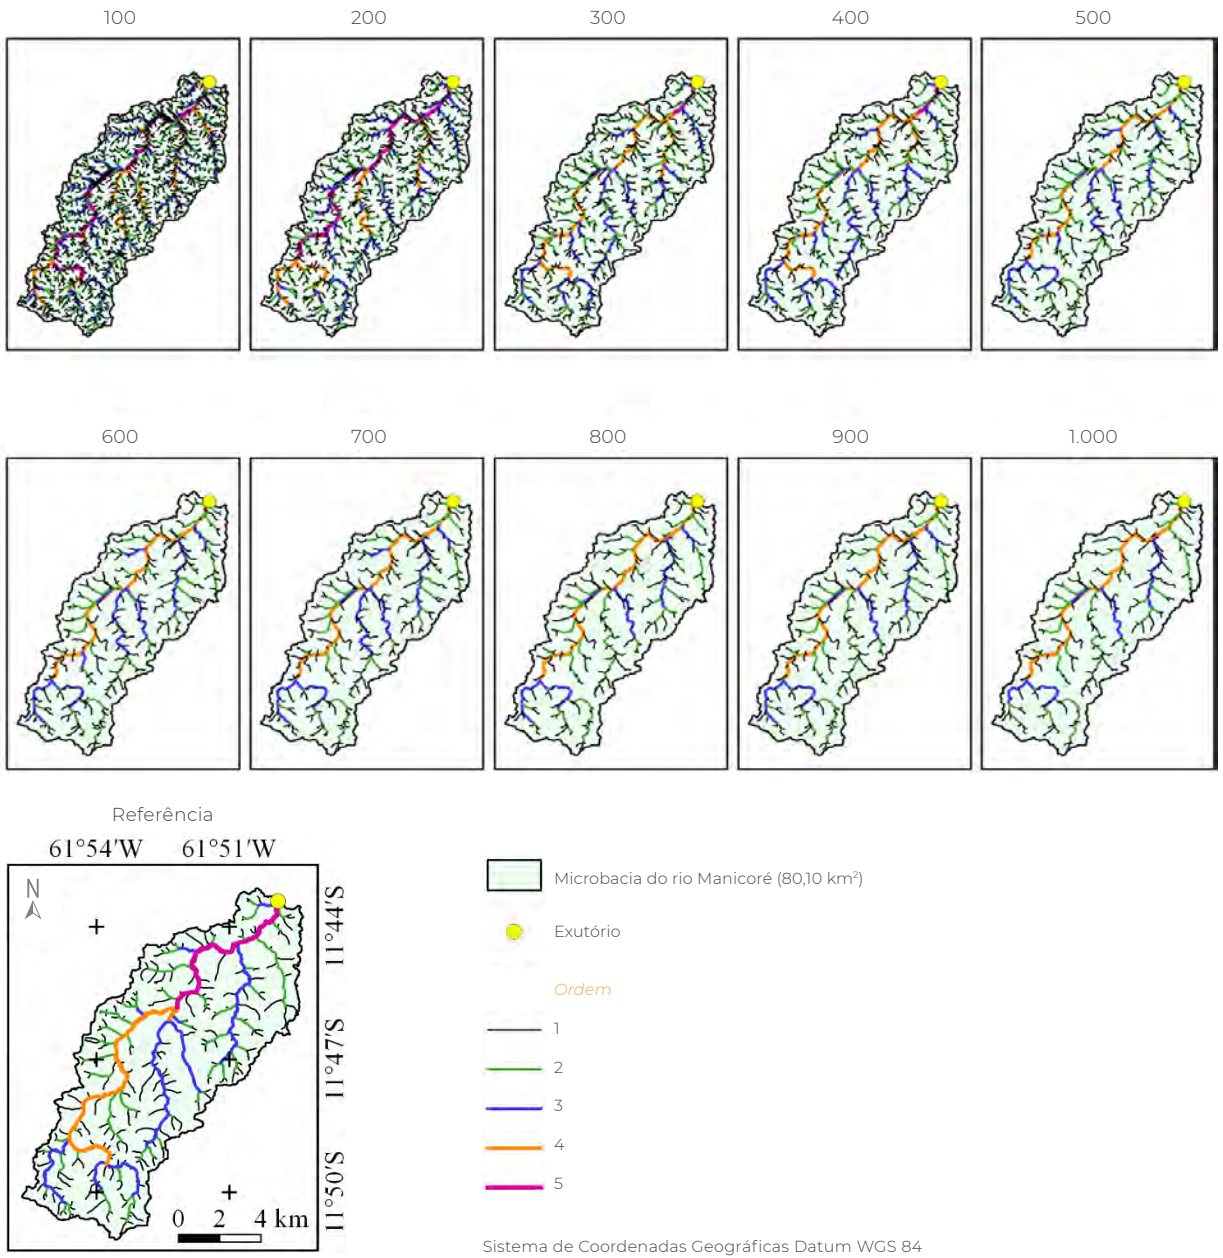 100 200 300 400 500
600 700 800 900 1.000
Referência
61°54'W 61°51'W
N
11°44'S
11°47'S
11°50'S
0 2 4 km
Microbacia do rio Manicoré (80,10 km²)
Exutório
Ordem
1
2
3
4
5
Sistema de Coordenadas Geográficas Datum WGS 84